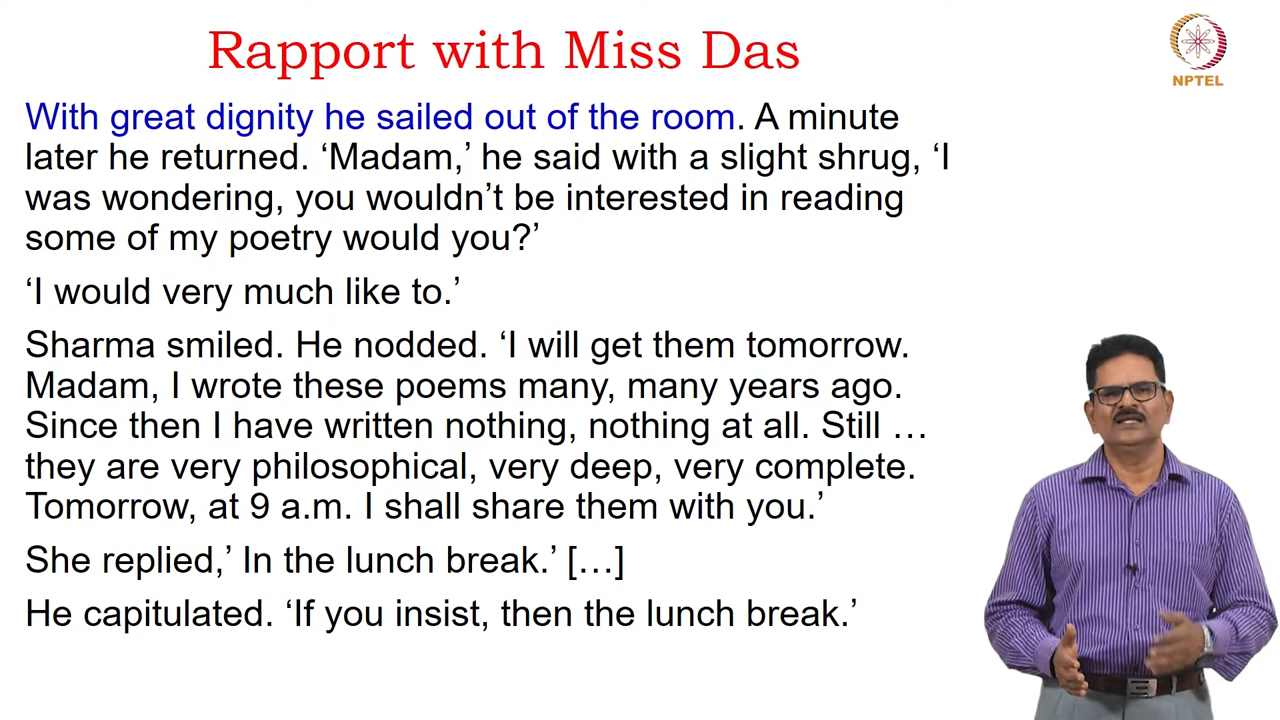 Rapport with Miss Das
NPTEL
With great dignity he sailed out of the room. A minute
later he returned. ‘Madam,’ he said with a slight shrug, ‘I
was wondering, you wouldn’t be interested in reading
some of my poetry would you?’
‘I would very much like to.’
Sharma smiled. He nodded. ‘I will get them tomorrow.
Madam, I wrote these poems many, many years ago.
Since then I have written nothing, nothing at all. Still …
they are very philosophical, very deep, very complete.
Tomorrow, at 9 a.m. I shall share them with you.’
She replied,’ In the lunch break.’ […]
He capitulated. ‘If you insist, then the lunch break.’